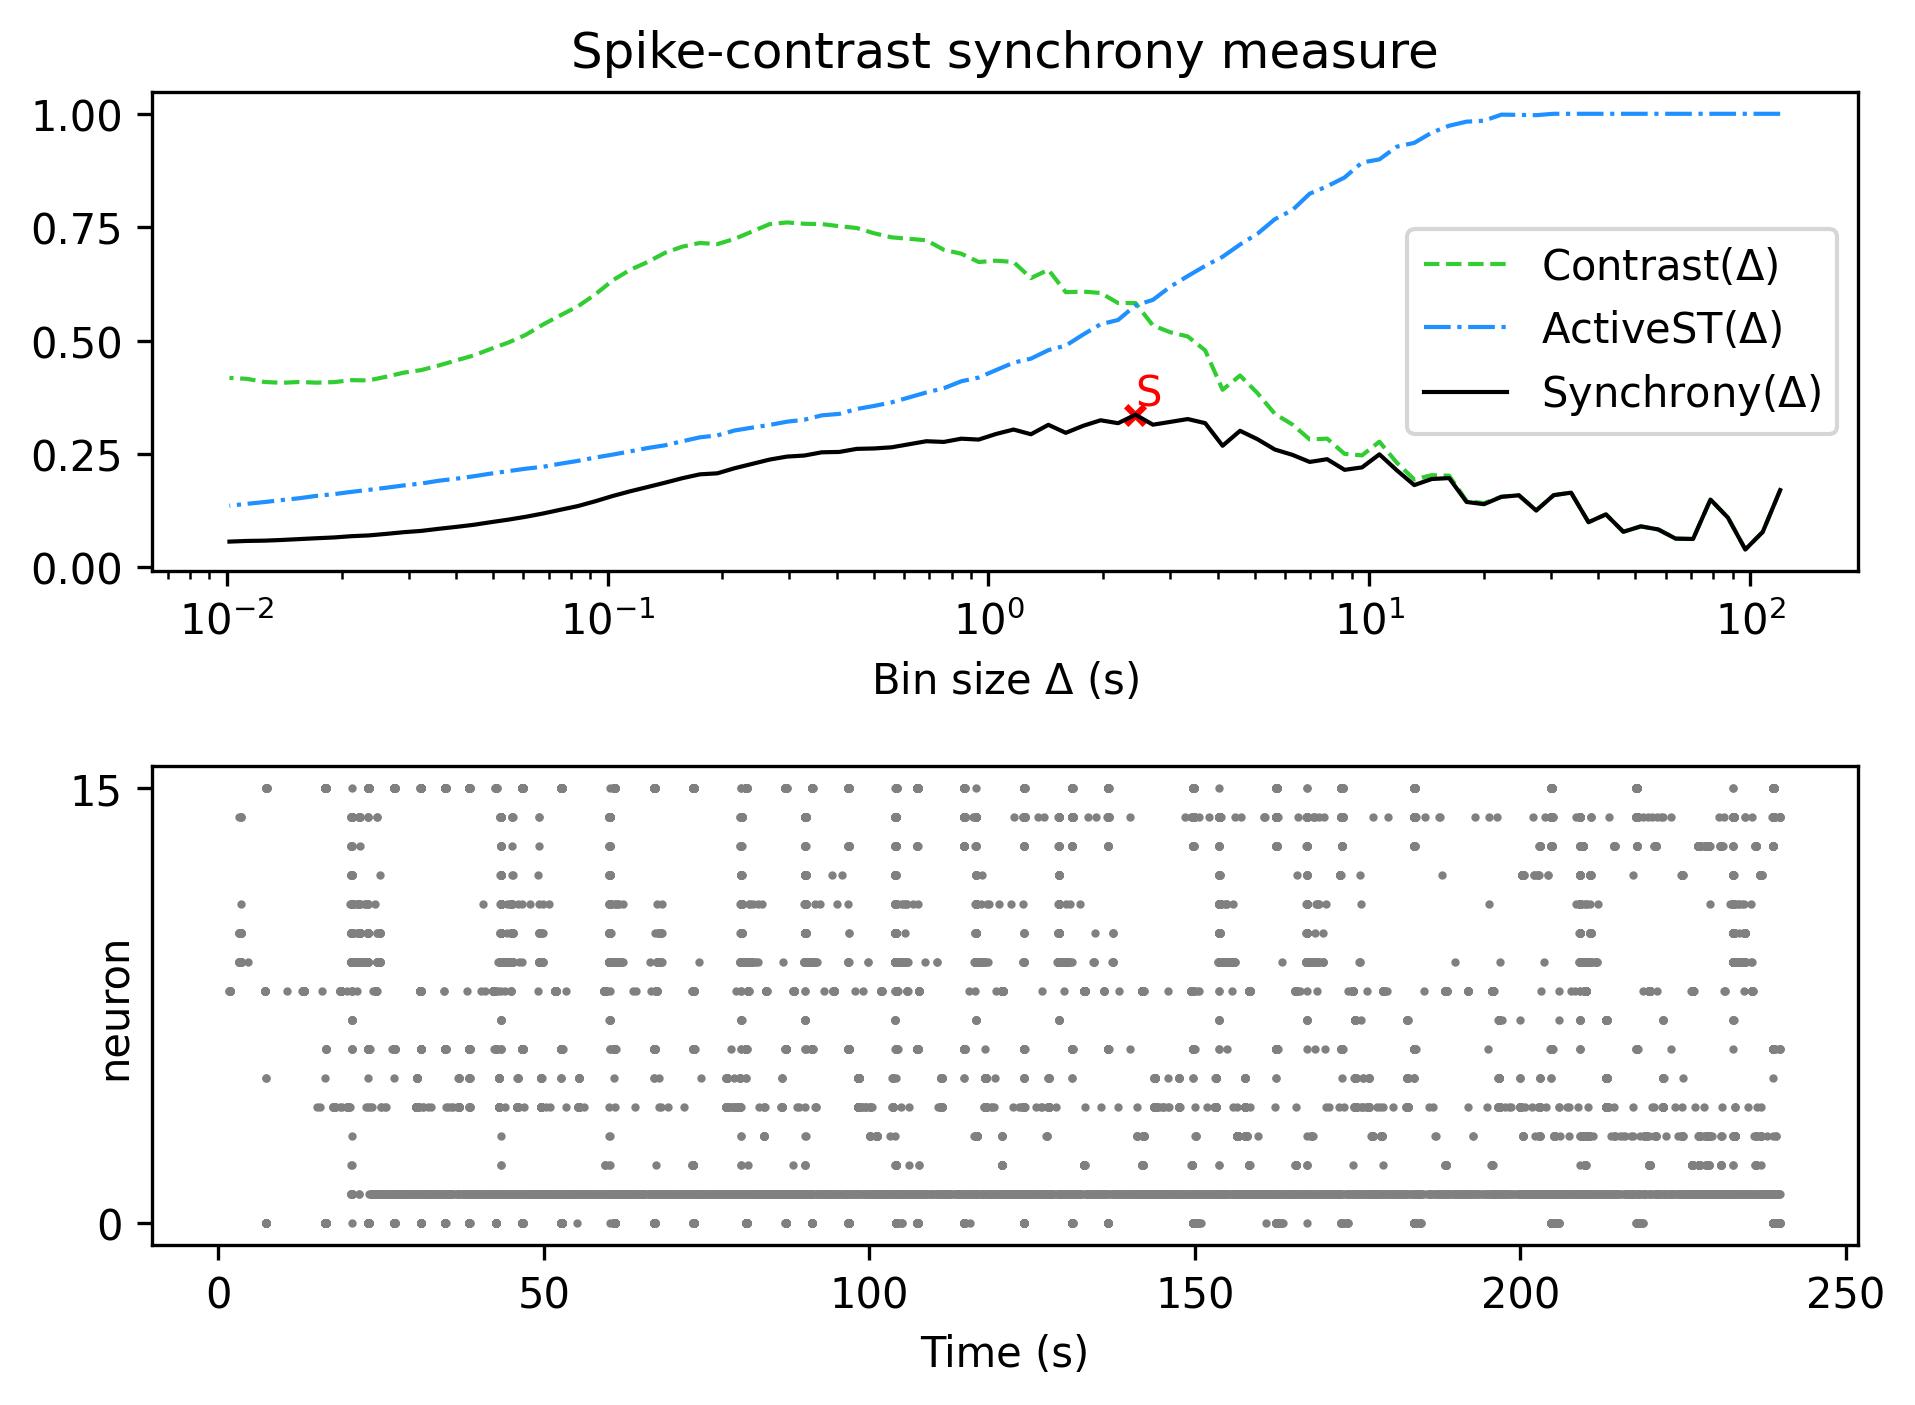 Spike-contrast synchrony measure
1.00
0.75
0.50
0.25
0.00
Contrast(Δ)
ActiveST(Δ)
Synchrony(Δ)
S
10⁻² 10⁻¹ 10⁰ 10¹ 10²
Bin size Δ (s)
15
0
neuron
0 50 100 150 200 250
Time (s)